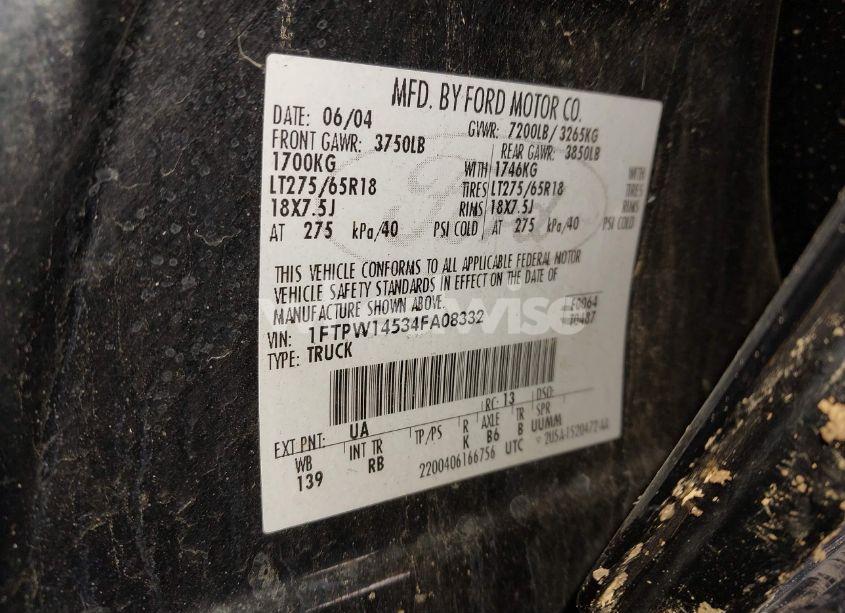 MFD. BY FORD MOTOR CO.
DATE: 06/04 GVWR: 7200LB/3265KG
FRONT GAWR: 3750LB REAR GAWR: 3850LB
1700KG WITH 1746KG WITH
LT275/65R18 TIRES LT275/65R18 TIRES
18X7.5J RIMS 18X7.5J RIMS
AT 275 kPa/40 PSI COLD AT 275 kPa/40 PSI COLD
THIS VEHICLE CONFORMS TO ALL APPLICABLE FEDERAL MOTOR
VEHICLE SAFETY STANDARDS IN EFFECT ON THE DATE OF
MANUFACTURE SHOWN ABOVE.
VIN: 1FTPW14534FA08332
TYPE: TRUCK
RC: 13 DSO:
EXT PNT: UA TP/PS R AXLE TR SPR
WB INT TR K B6 B UUMM
139 RB 2200406166756 UTC